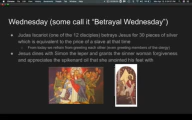 Wednesday (some call it “Betrayal Wednesday”)
Judas Iscariot (one of the 12 disciples) betrays Jesus for 30 pieces of silver
which is equivalent to the price of a slave at that time
Jesus dines with Simon the leper and grants the sinner woman forgiveness
and appreciates the spikenard oil that she anointed his feet with